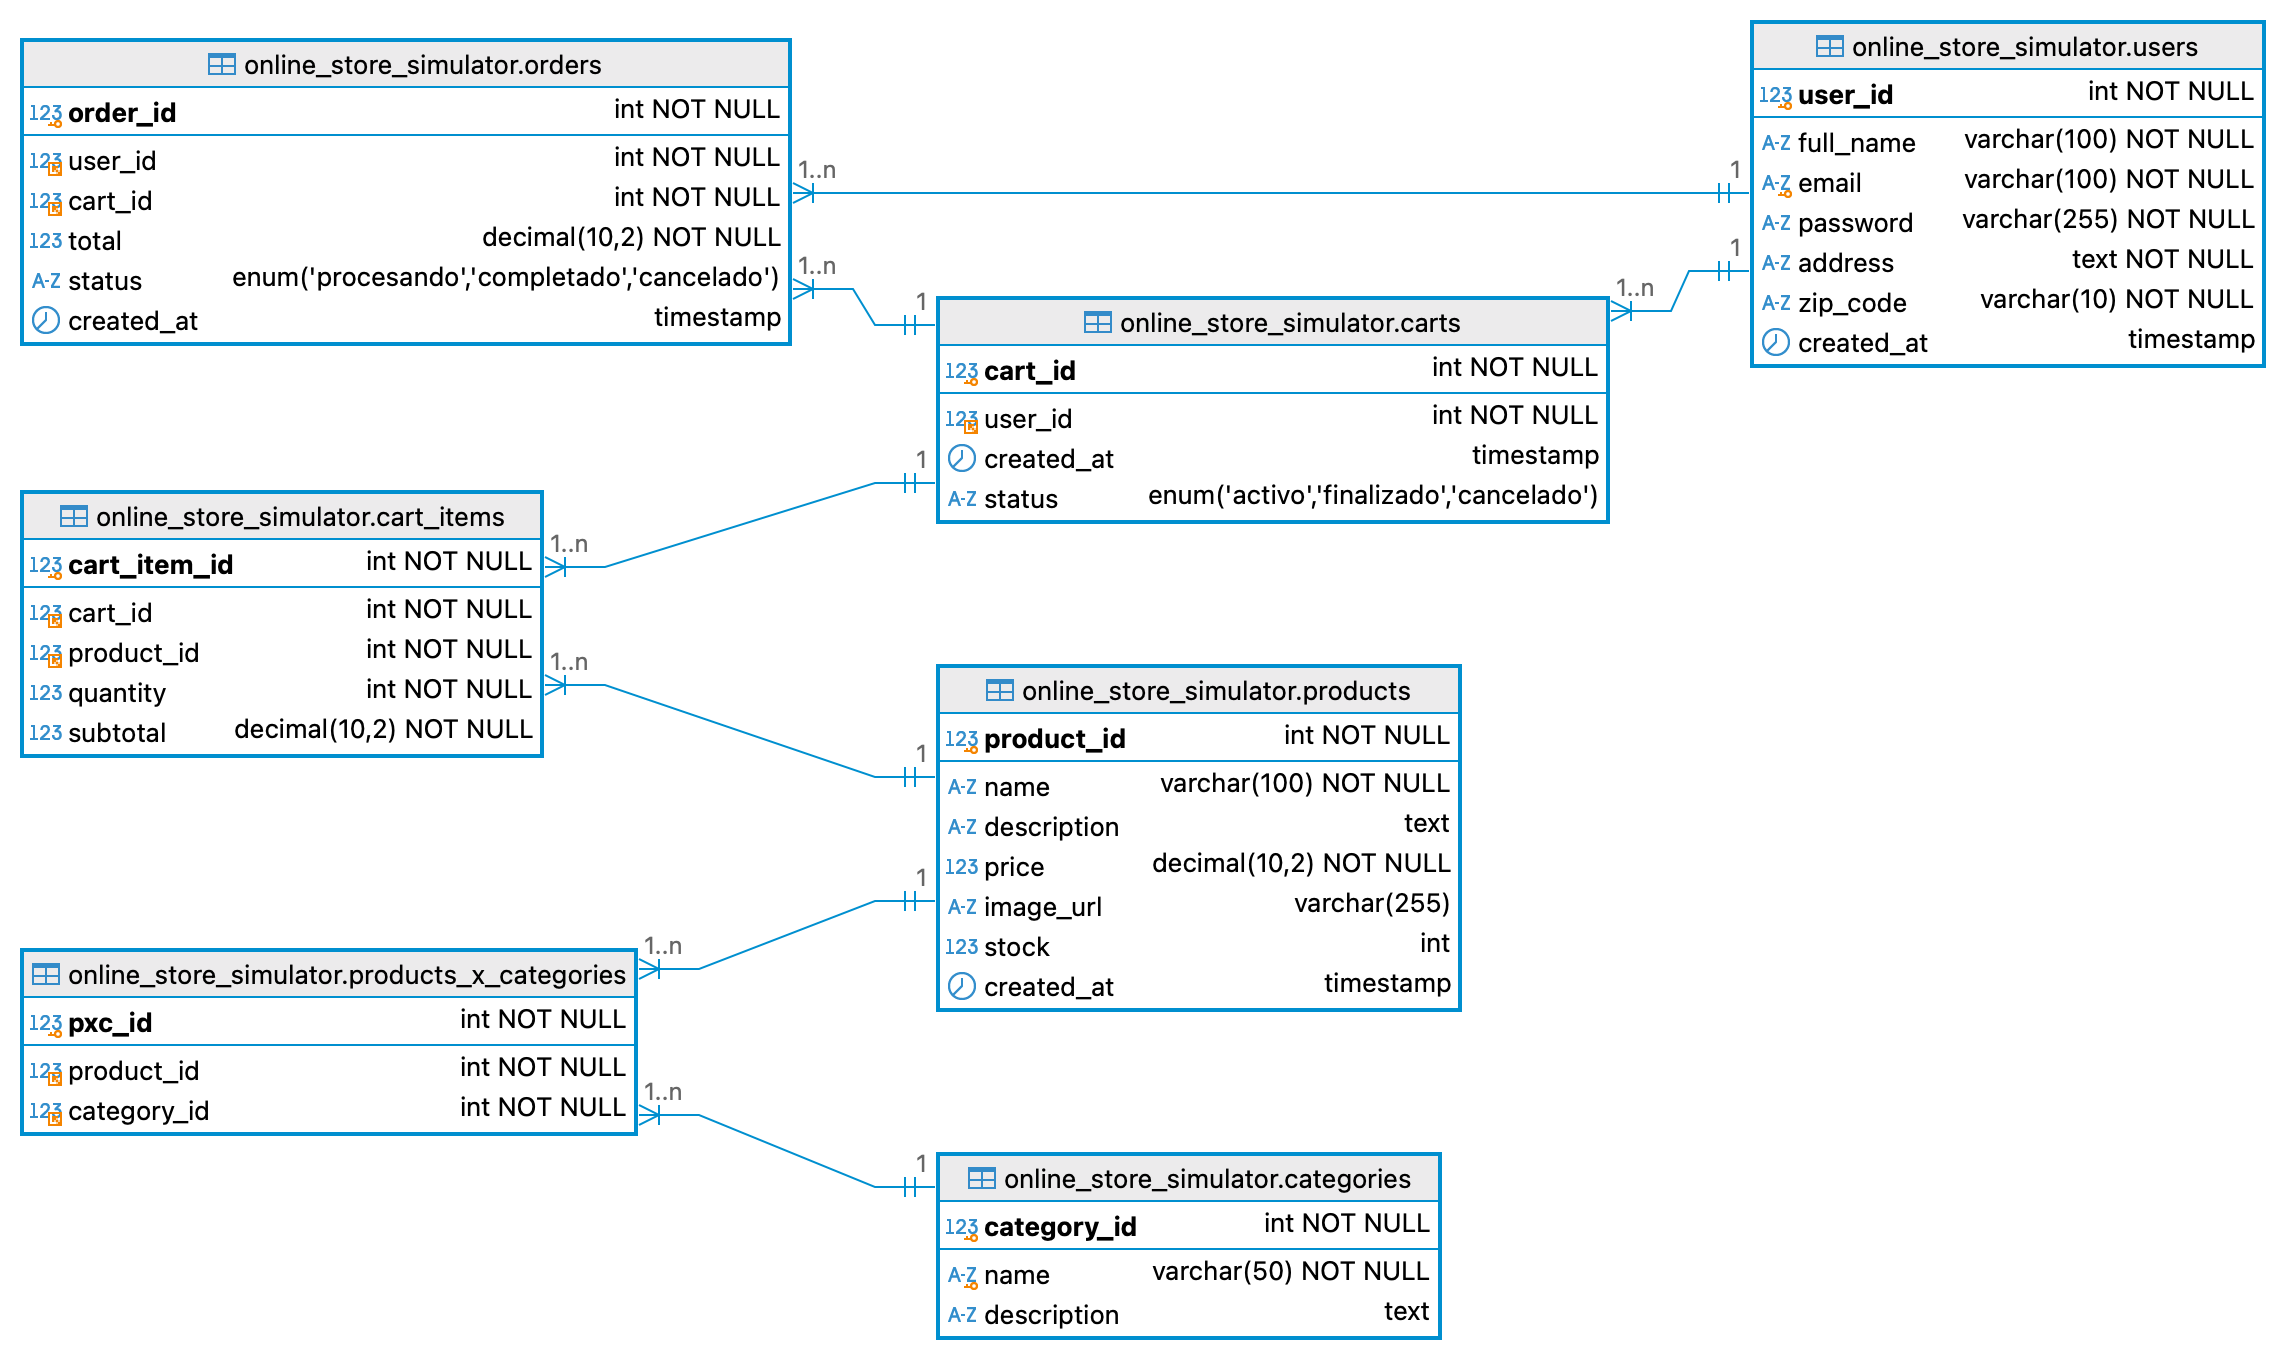 online_store_simulator.orders
123 order_id int NOT NULL
123 user_id int NOT NULL
123 cart_id int NOT NULL
123 total decimal(10,2) NOT NULL
A-Z status enum('procesando','completado','cancelado')
created_at timestamp
1..n
1
1..n
1
online_store_simulator.users
123 user_id int NOT NULL
A-Z full_name varchar(100) NOT NULL
A-Z email varchar(100) NOT NULL
A-Z password varchar(255) NOT NULL
A-Z address text NOT NULL
A-Z zip_code varchar(10) NOT NULL
created_at timestamp
1
1..n
online_store_simulator.carts
123 cart_id int NOT NULL
123 user_id int NOT NULL
created_at timestamp
A-Z status enum('activo','finalizado','cancelado')
1
1..n
online_store_simulator.cart_items
123 cart_item_id int NOT NULL
123 cart_id int NOT NULL
123 product_id int NOT NULL
123 quantity int NOT NULL
123 subtotal decimal(10,2) NOT NULL
1..n
1
online_store_simulator.products
123 product_id int NOT NULL
A-Z name varchar(100) NOT NULL
A-Z description text
123 price decimal(10,2) NOT NULL
A-Z image_url varchar(255)
123 stock int
created_at timestamp
1
1..n
online_store_simulator.products_x_categories
123 pxc_id int NOT NULL
123 product_id int NOT NULL
123 category_id int NOT NULL
1..n
1
online_store_simulator.categories
123 category_id int NOT NULL
A-Z name varchar(50) NOT NULL
A-Z description text